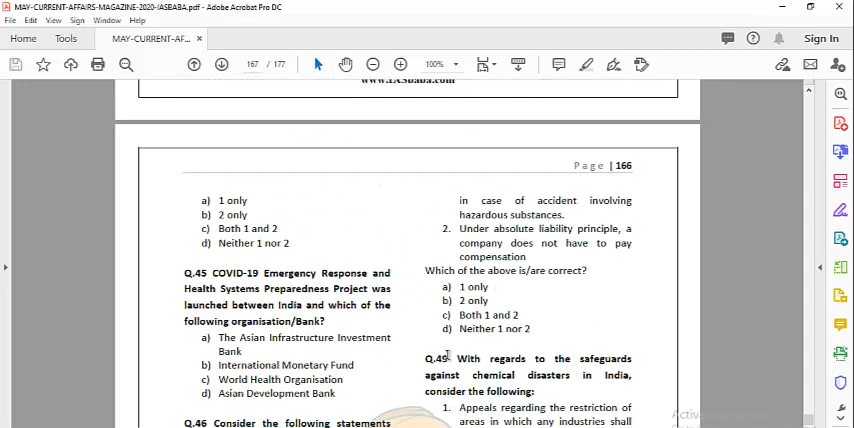 MAY-CURRENT-AFFAIRS-MAGAZINE-2020-IASBABA.pdf - Adobe Acrobat Pro DC
File Edit View Sign Window Help
Home Tools MAY-CURRENT-AF... × Sign In
167 / 177 100%
www.IASbaba.com
Page | 166
a) 1 only
b) 2 only
c) Both 1 and 2
d) Neither 1 nor 2
Q.45 COVID-19 Emergency Response and
Health Systems Preparedness Project was
launched between India and which of the
following organisation/Bank?
a) The Asian Infrastructure Investment
Bank
b) International Monetary Fund
c) World Health Organisation
d) Asian Development Bank
Q.46 Consider the following statements
in case of accident involving
hazardous substances.
2. Under absolute liability principle, a
company does not have to pay
compensation
Which of the above is/are correct?
a) 1 only
b) 2 only
c) Both 1 and 2
d) Neither 1 nor 2
Q.49 With regards to the safeguards
against chemical disasters in India,
consider the following:
1. Appeals regarding the restriction of
areas in which any industries shall